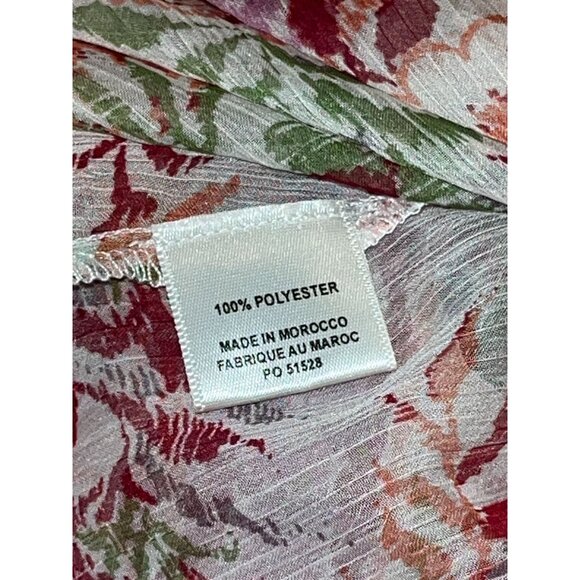 100% POLYESTER
MADE IN MOROCCO
FABRIQUE AU MAROC
PO 51528